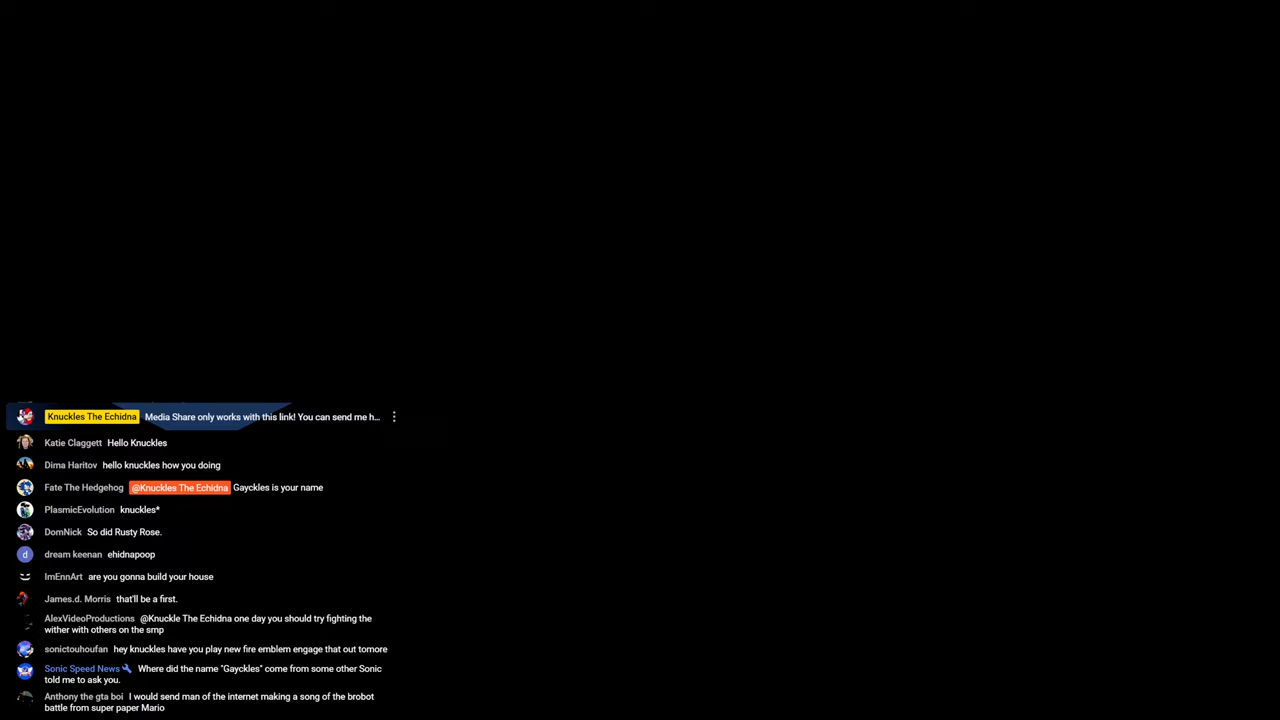 Knuckles The Echidna Media Share only works with this link! You can send me h...
Katie Claggett Hello Knuckles
Dima Haritov hello knuckles how you doing
Fate The Hedgehog @Knuckles The Echidna Gayckles is your name
PlasmicEvolution knuckles*
DomNick So did Rusty Rose.
d dream keenan ehidnapoop
ImEnnArt are you gonna build your house
James.d. Morris that'll be a first.
AlexVideoProductions @Knuckle The Echidna one day you should try fighting the
wither with others on the smp
sonictouhoufan hey knuckles have you play new fire emblem engage that out tomore
Sonic Speed News Where did the name "Gayckles" come from some other Sonic
told me to ask you.
Anthony the gta boi I would send man of the internet making a song of the brobot
battle from super paper Mario